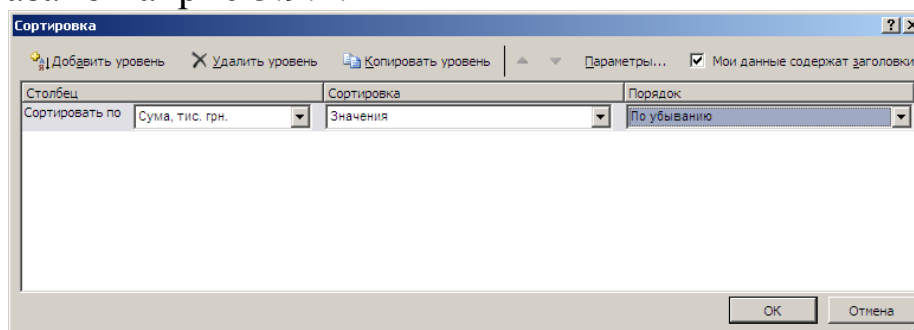 Сортировка
Добавить уровень Удалить уровень Копировать уровень Параметры... Мои данные содержат заголовки
Столбец Сортировка Порядок
Сортировать по Сума, тис. грн. Значения По убыванию
ОК Отмена